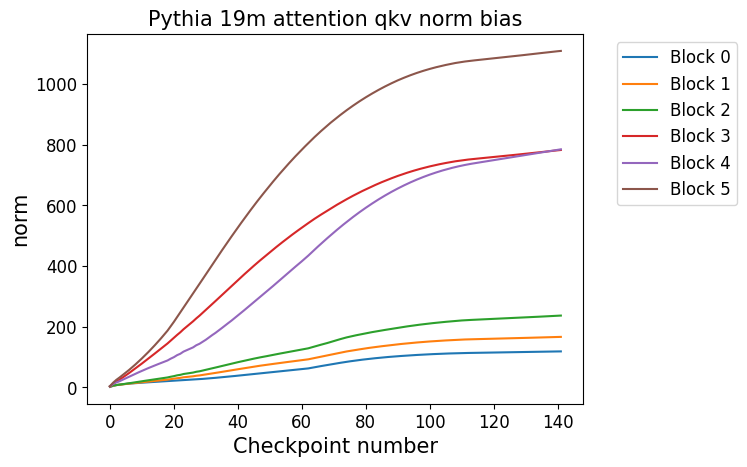 Pythia 19m attention qkv norm bias
norm
1000
800
600
400
200
0
0 20 40 60 80 100 120 140
Checkpoint number
Block 0
Block 1
Block 2
Block 3
Block 4
Block 5